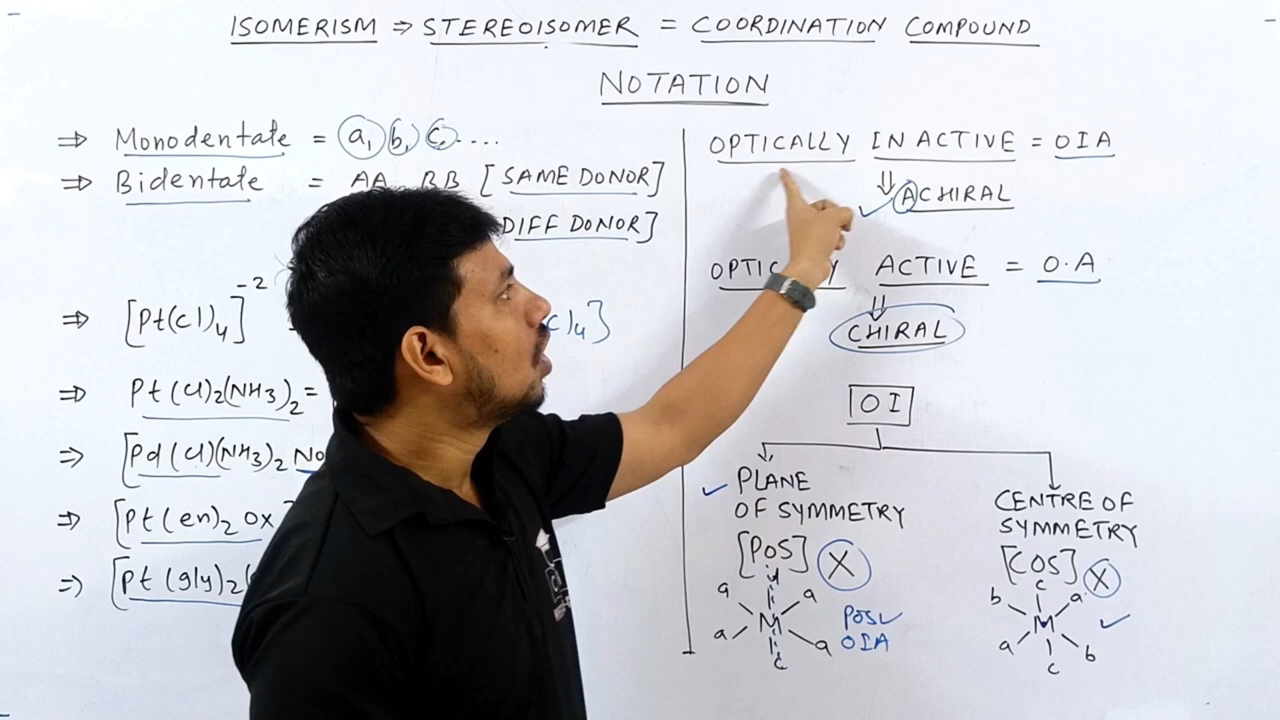 ISOMERISM ⇒ STEREOISOMER = COORDINATION COMPOUND
NOTATION
⇒ Monodentate = a, b, c, ....
⇒ Bidentate = AA, BB [SAME DONOR]
DIFF DONOR]
⇒ [Pt(Cl)4]-2
cl4]
⇒ Pt(Cl)2(NH3)2=
⇒ [Pd(Cl)(NH3)2 No
⇒ [Pt(en)2 Ox
=) [Pt(gly)2(
OPTICALLY INACTIVE = OIA
⇓
✓ ACHIRAL
ACTIVE = O.A
⇓
CHIRAL
OI
✓ PLANE
OF SYMMETRY
[POS] X
d
a a
M
a a
c
POS✓
OIA
CENTRE OF
SYMMETRY
[COS] X
c
b a
M ✓
a b
c